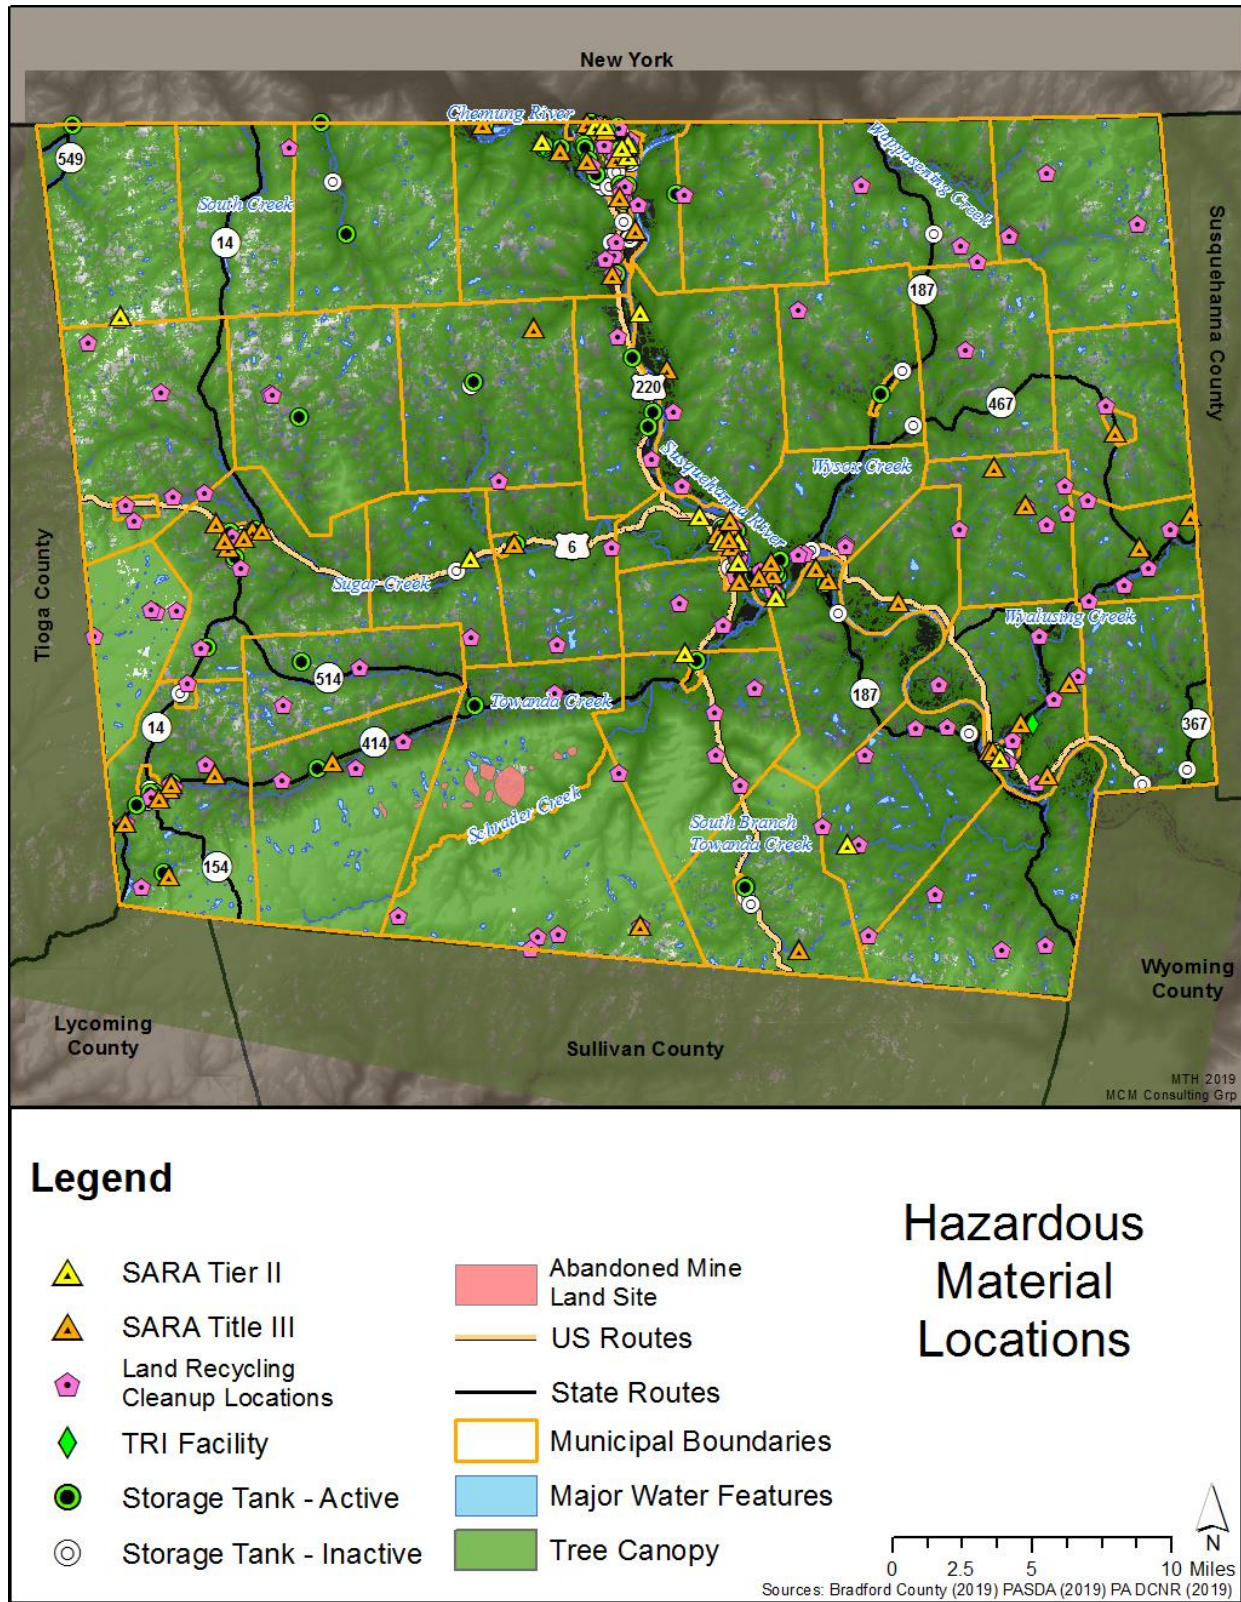 New York
Chemung River
Wappasening Creek
549
South Creek
14
187
Susquehanna County
220
467
Susquehanna River
Wysox Creek
6
Sugar Creek
Tioga County
Wyalusing Creek
514
187
Towanda Creek
14
414
367
Schrader Creek
South Branch
Towanda Creek
154
Wyoming
County
Lycoming
County
Sullivan County
MTH 2019
MCM Consulting Grp
Legend
SARA Tier II
SARA Title III
Land Recycling
Cleanup Locations
TRI Facility
Storage Tank - Active
Storage Tank - Inactive
Abandoned Mine
Land Site
US Routes
State Routes
Municipal Boundaries
Major Water Features
Tree Canopy
Hazardous
Material
Locations
N
0 2.5 5 10 Miles
Sources: Bradford County (2019) PASDA (2019) PA DCNR (2019)